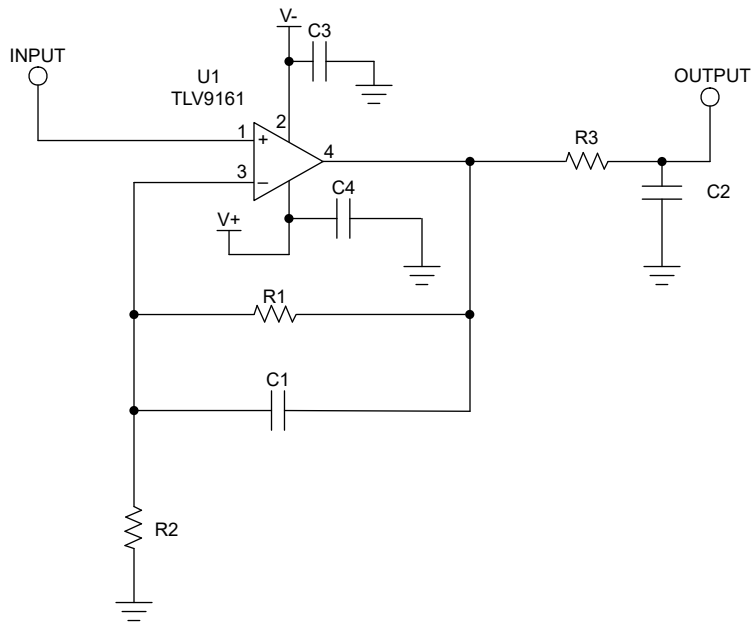 V-
C3
INPUT
U1
TLV9161
OUTPUT
2
1
+
3
–
4
R3
C2
C4
V+
R1
C1
R2